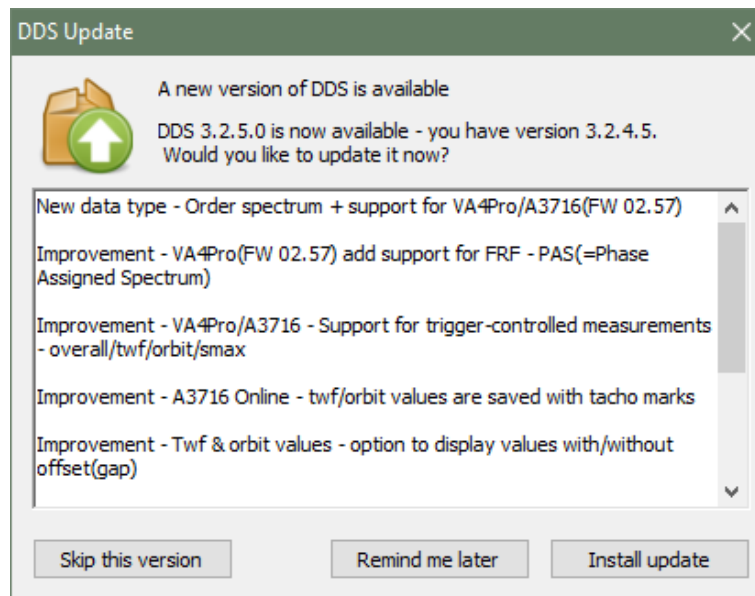 DDS Update
A new version of DDS is available
DDS 3.2.5.0 is now available - you have version 3.2.4.5.
Would you like to update it now?
New data type - Order spectrum + support for VA4Pro/A3716(FW 02.57)
Improvement - VA4Pro(FW 02.57) add support for FRF - PAS(=Phase
Assigned Spectrum)
Improvement - VA4Pro/A3716 - Support for trigger-controlled measurements
- overall/twf/orbit/smax
Improvement - A3716 Online - twf/orbit values are saved with tacho marks
Improvement - Twf & orbit values - option to display values with/without
offset(gap)
Skip this version
Remind me later
Install update